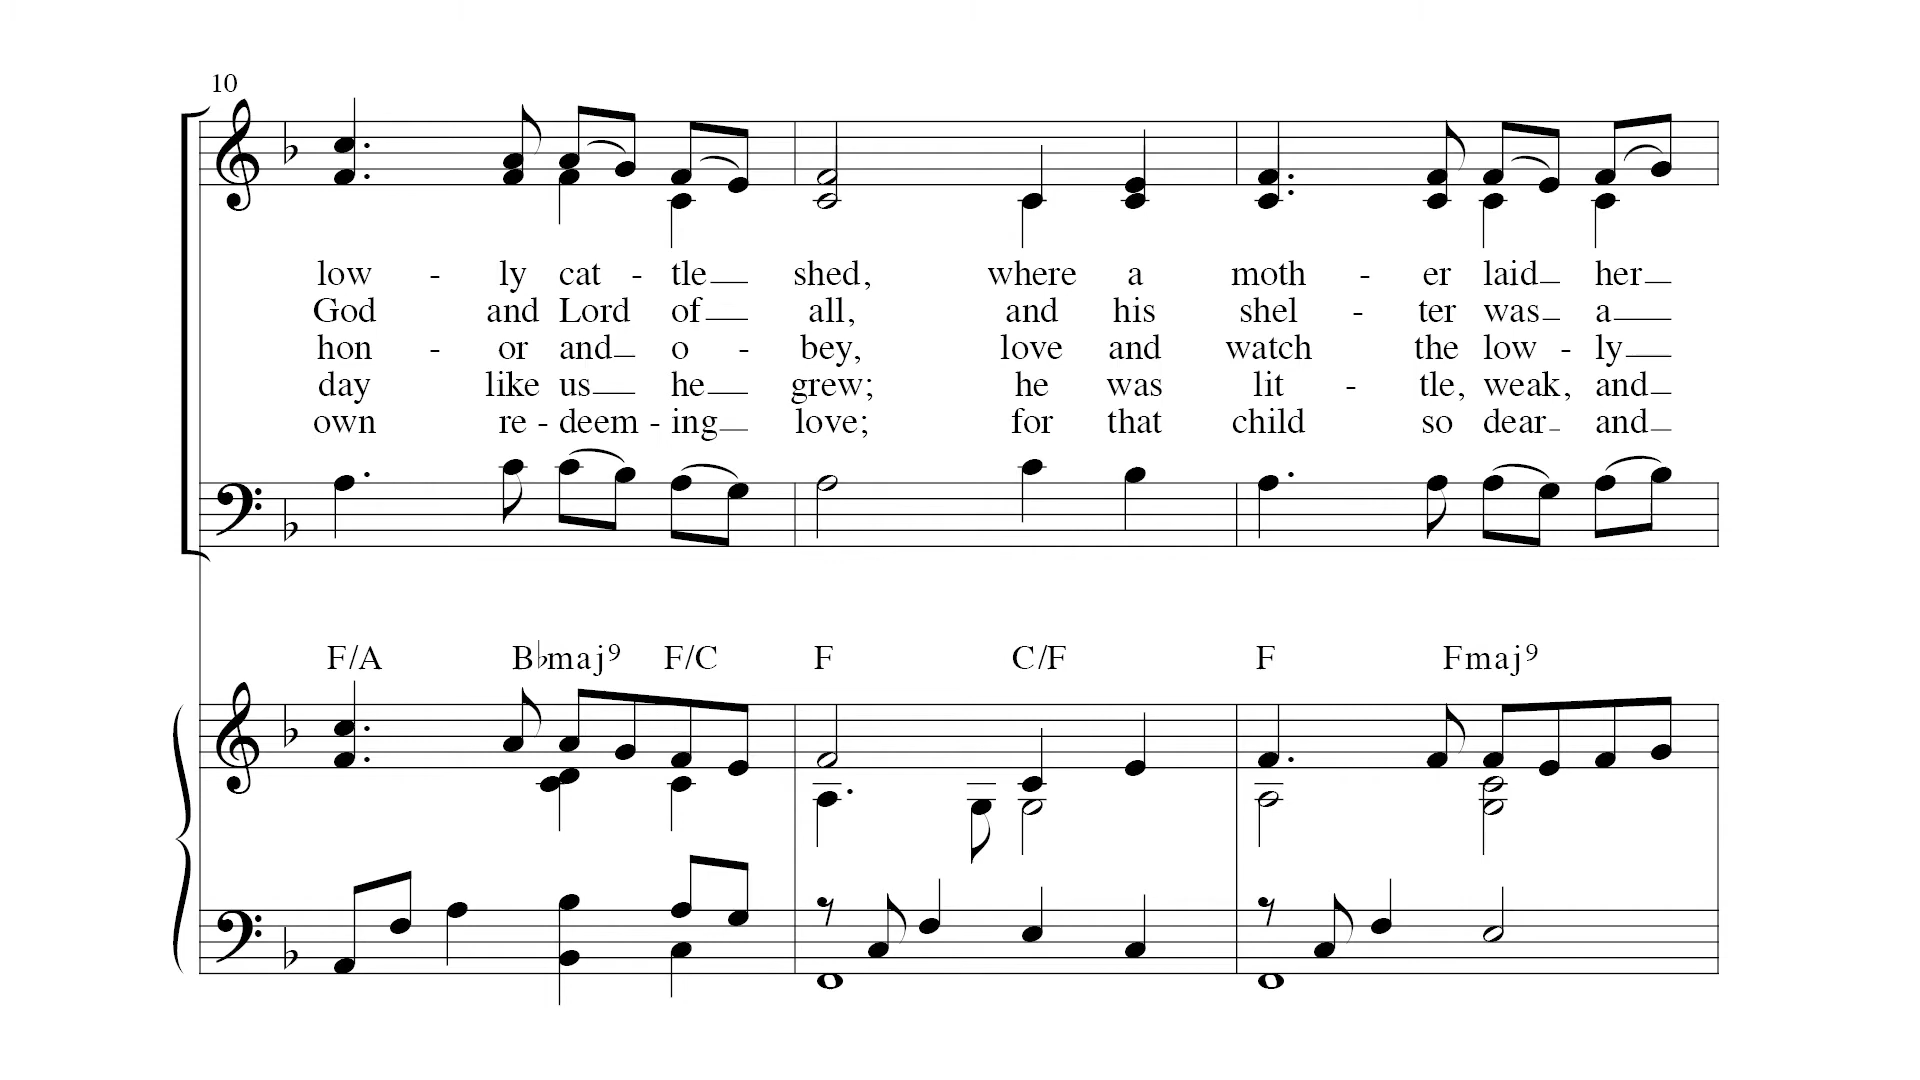 10
low - ly cat - tle shed, where a moth - er laid her
God and Lord of all, and his shel - ter was a
hon - or and o - bey, love and watch the low - ly
day like us he grew; he was lit - tle, weak, and
own re - deem - ing love; for that child so dear and
F/A B♭maj9 F/C F C/F F Fmaj9